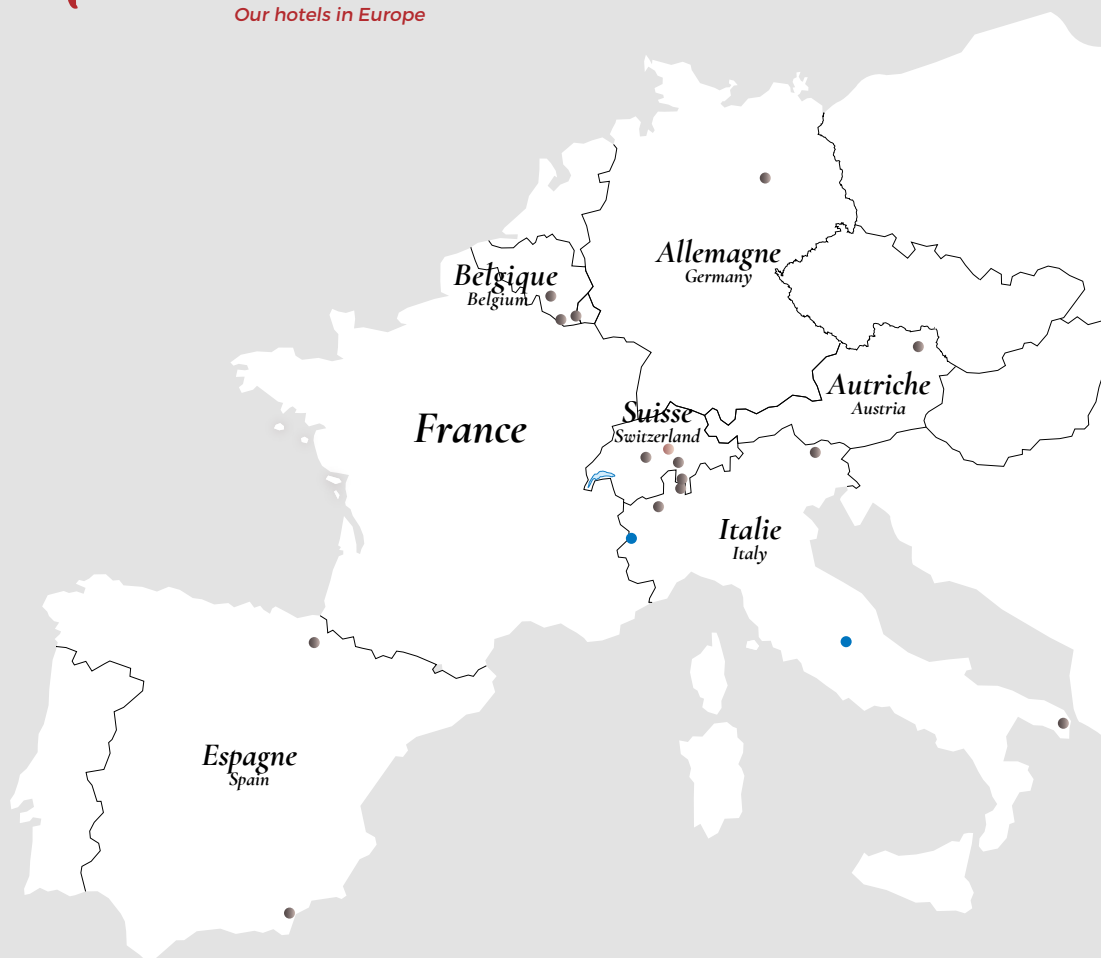 Our hotels in Europe
Allemagne
Germany
Belgique
Belgium
Autriche
Austria
Suisse
Switzerland
France
Italie
Italy
Espagne
Spain